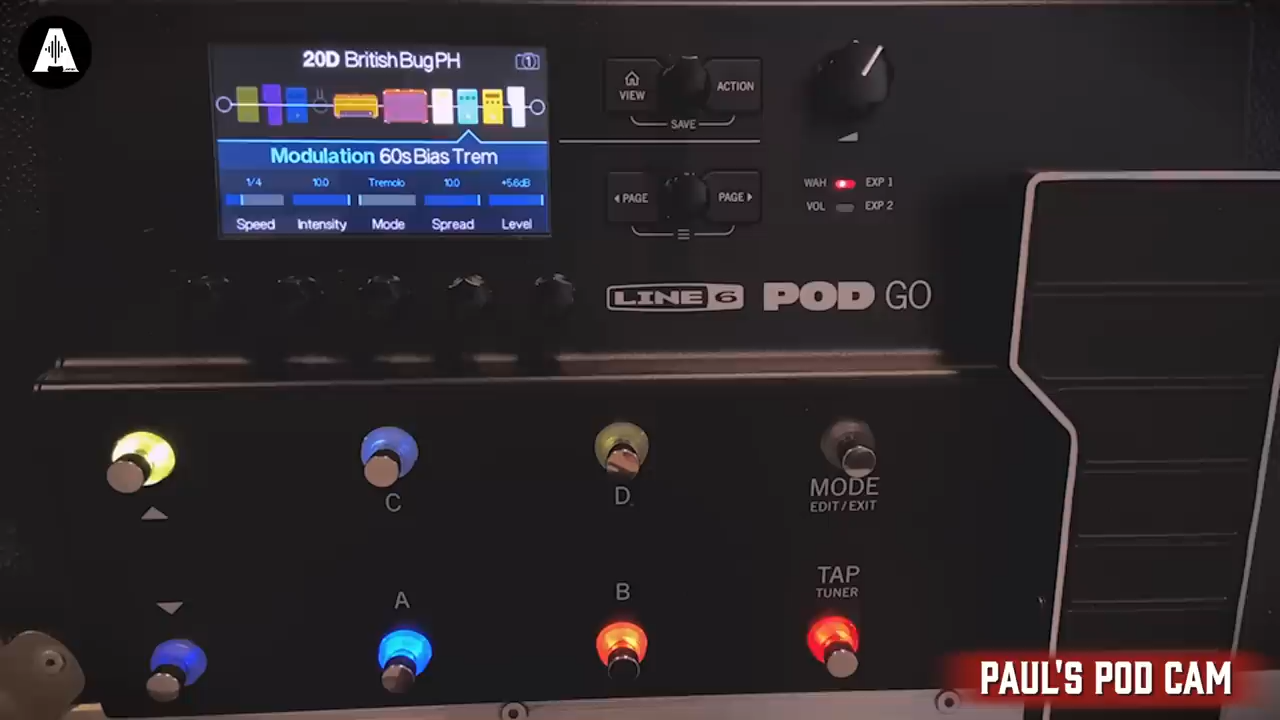 20D British Bug PH
1
Modulation 60s Bias Trem
1/4 10.0 Tremolo 10.0 +5.6dB
Speed Intensity Mode Spread Level
VIEW
ACTION
SAVE
PAGE
PAGE
WAH EXP 1
VOL EXP 2
LINE 6 POD GO
C
D
MODE
EDIT/EXIT
A
B
TAP
TUNER
PAUL'S POD CAM